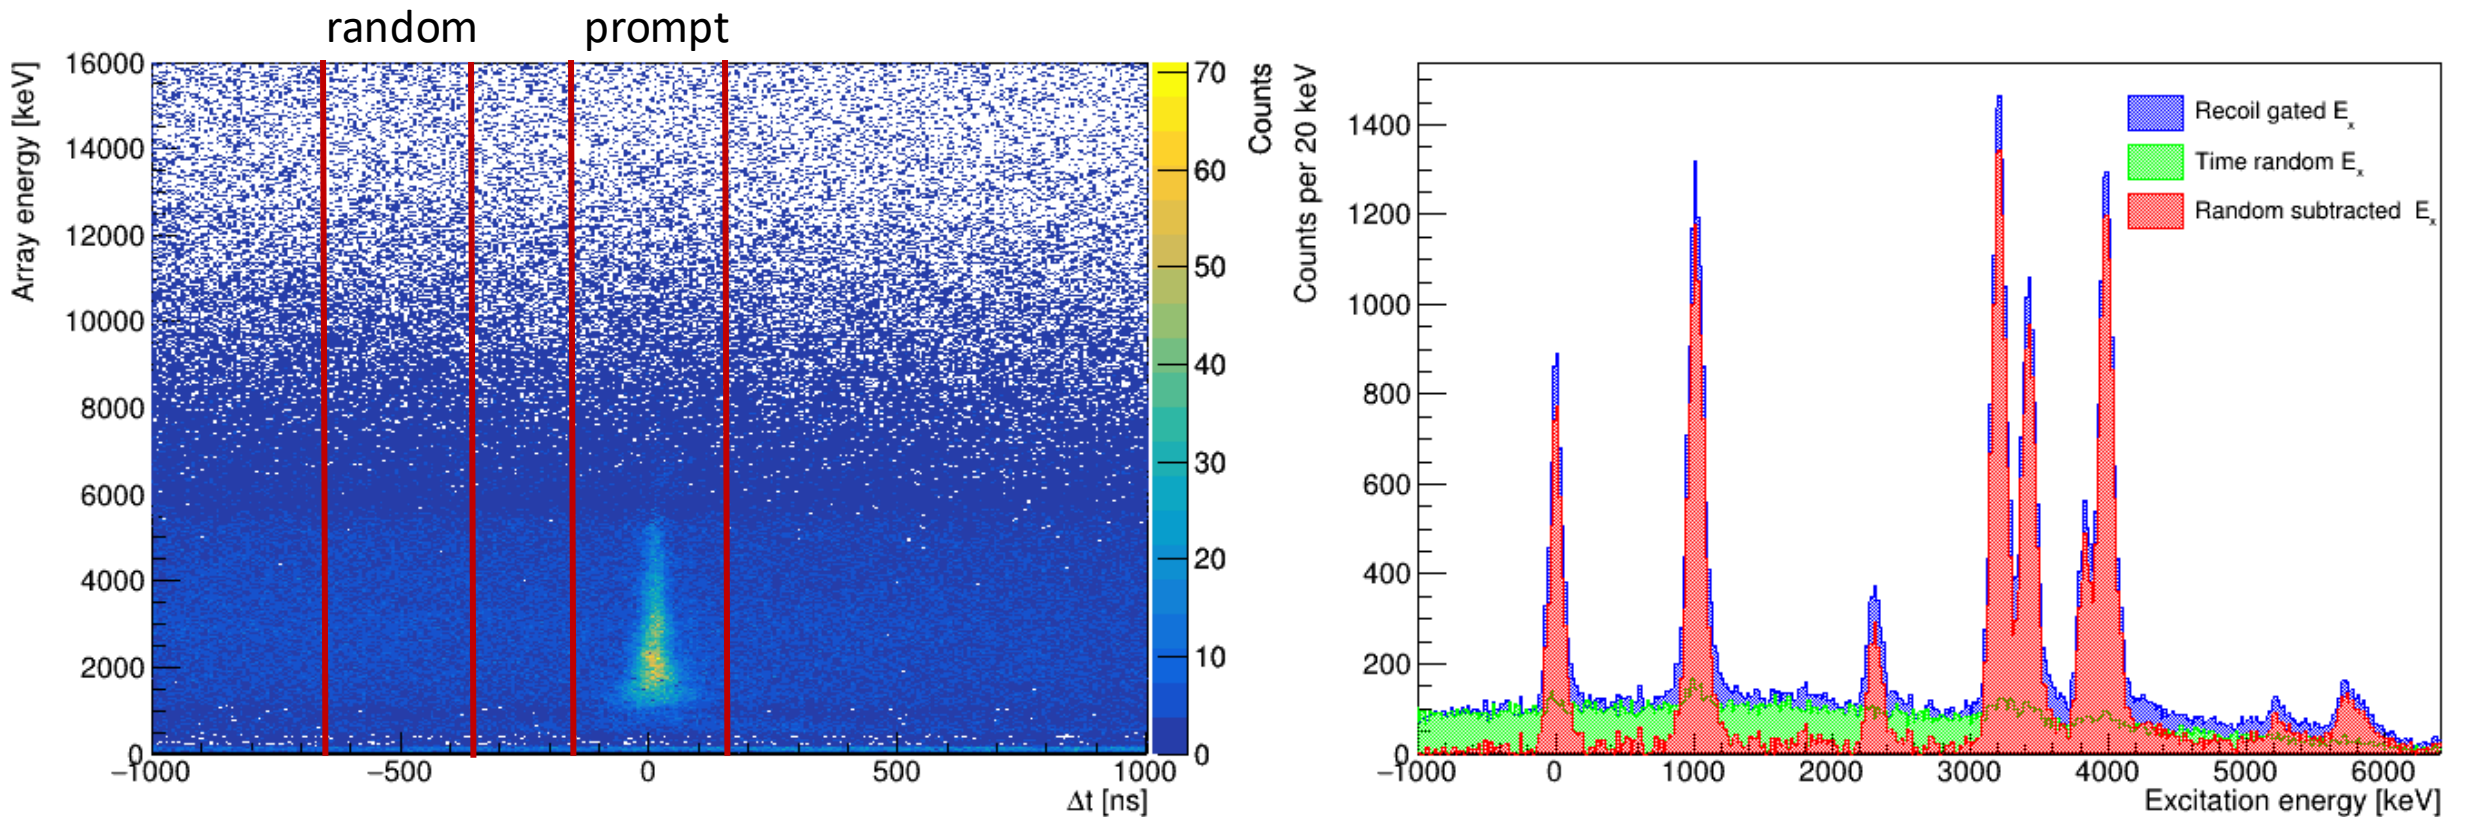 random prompt
Array energy [keV]
16000
14000
12000
10000
8000
6000
4000
2000
0
−1000 −500 0 500 1000
Δt [ns]
70
60
50
40
30
20
10
0
Counts
Counts per 20 keV
1400
1200
1000
800
600
400
200
0
Recoil gated Ex
Time random Ex
Random subtracted Ex
−1000 0 1000 2000 3000 4000 5000 6000
Excitation energy [keV]